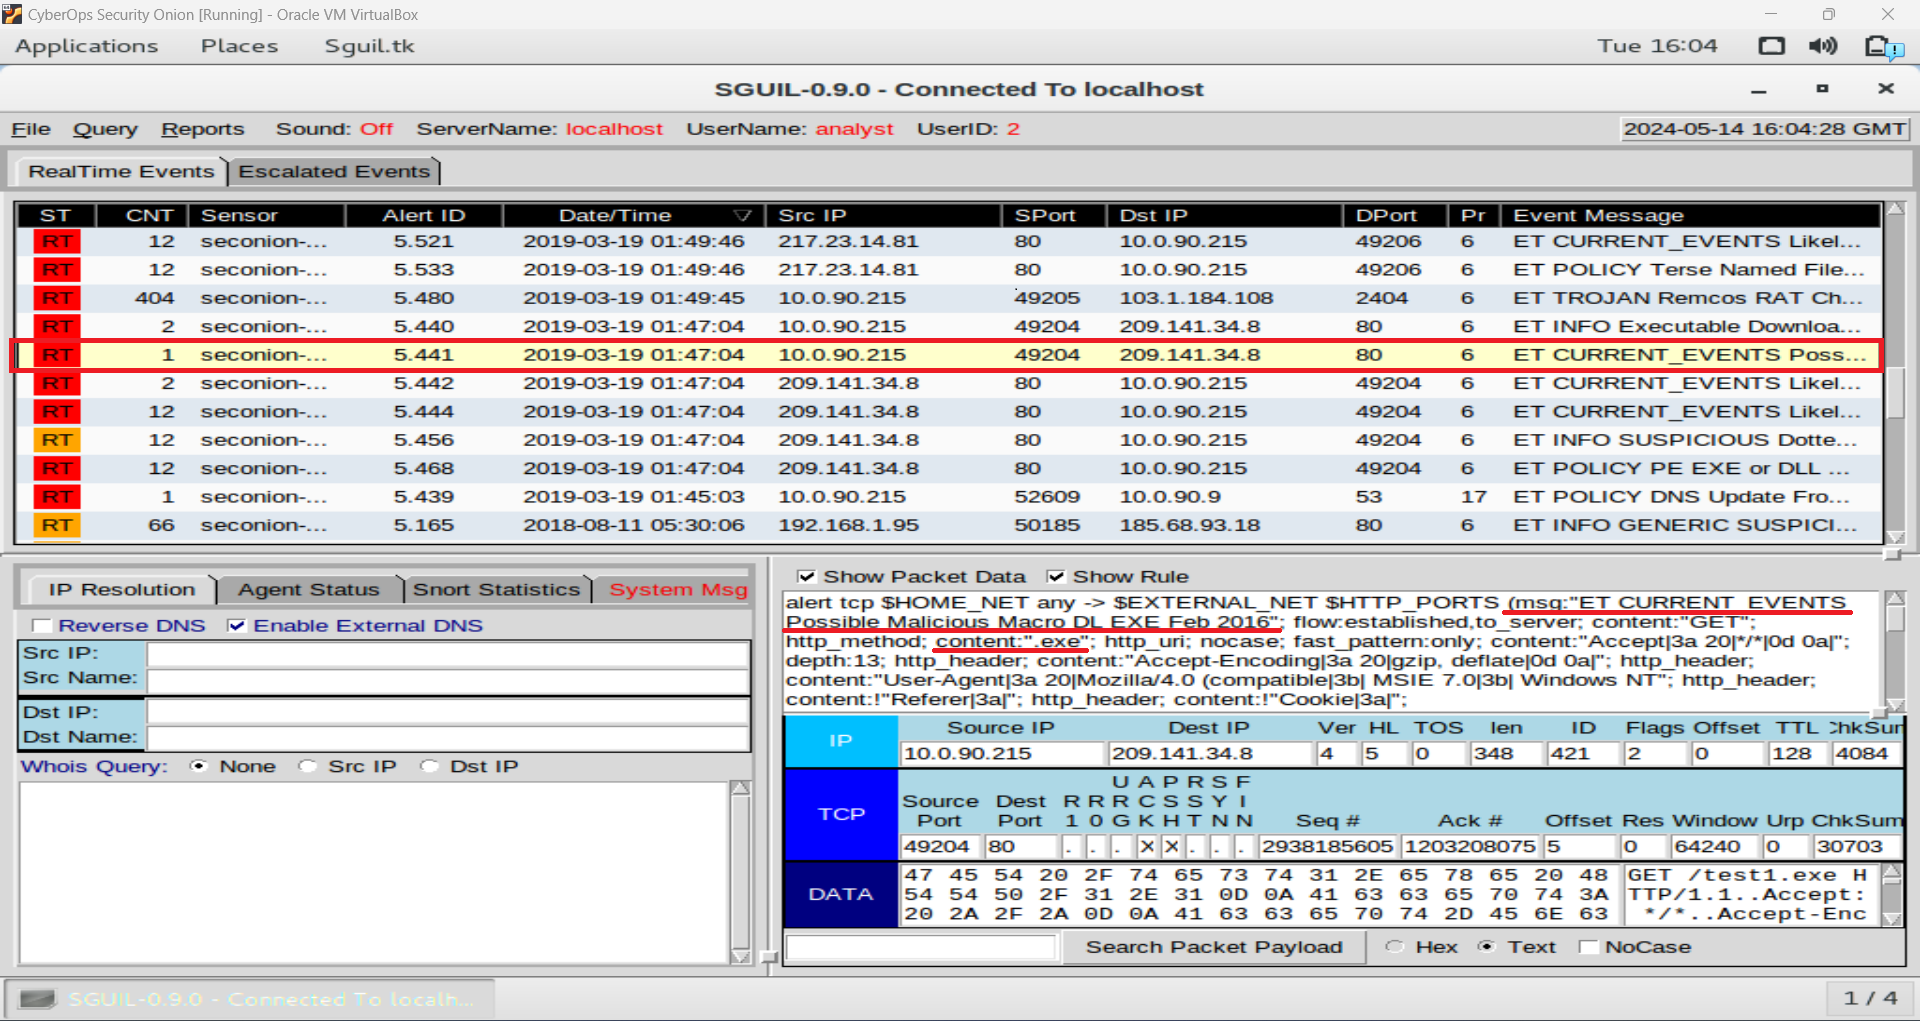 CyberOps Security Onion [Running] - Oracle VM VirtualBox
Applications Places Sguil.tk Tue 16:04
SGUIL-0.9.0 - Connected To localhost
File Query Reports Sound: Off ServerName: localhost UserName: analyst UserID: 2 2024-05-14 16:04:28 GMT
RealTime Events Escalated Events
ST CNT Sensor Alert ID Date/Time Src IP SPort Dst IP DPort Pr Event Message
RT 12 seconion-... 5.521 2019-03-19 01:49:46 217.23.14.81 80 10.0.90.215 49206 6 ET CURRENT_EVENTS Likel...
RT 12 seconion-... 5.533 2019-03-19 01:49:46 217.23.14.81 80 10.0.90.215 49206 6 ET POLICY Terse Named File...
RT 404 seconion-... 5.480 2019-03-19 01:49:45 10.0.90.215 49205 103.1.184.108 2404 6 ET TROJAN Remcos RAT Ch...
RT 2 seconion-... 5.440 2019-03-19 01:47:04 10.0.90.215 49204 209.141.34.8 80 6 ET INFO Executable Downloa...
RT 1 seconion-... 5.441 2019-03-19 01:47:04 10.0.90.215 49204 209.141.34.8 80 6 ET CURRENT_EVENTS Poss...
RT 2 seconion-... 5.442 2019-03-19 01:47:04 209.141.34.8 80 10.0.90.215 49204 6 ET CURRENT_EVENTS Likel...
RT 12 seconion-... 5.444 2019-03-19 01:47:04 209.141.34.8 80 10.0.90.215 49204 6 ET CURRENT_EVENTS Likel...
RT 12 seconion-... 5.456 2019-03-19 01:47:04 209.141.34.8 80 10.0.90.215 49204 6 ET INFO SUSPICIOUS Dotte...
RT 12 seconion-... 5.468 2019-03-19 01:47:04 209.141.34.8 80 10.0.90.215 49204 6 ET POLICY PE EXE or DLL ...
RT 1 seconion-... 5.439 2019-03-19 01:45:03 10.0.90.215 52609 10.0.90.9 53 17 ET POLICY DNS Update Fro...
RT 66 seconion-... 5.165 2018-08-11 05:30:06 192.168.1.95 50185 185.68.93.18 80 6 ET INFO GENERIC SUSPICI...
IP Resolution Agent Status Snort Statistics System Msg
Reverse DNS Enable External DNS
Src IP:
Src Name:
Dst IP:
Dst Name:
Whois Query: None Src IP Dst IP
Show Packet Data Show Rule
alert tcp $HOME_NET any -> $EXTERNAL_NET $HTTP_PORTS (msg:"ET CURRENT_EVENTS
Possible Malicious Macro DL EXE Feb 2016"; flow:established,to_server; content:"GET";
http_method; content:".exe"; http_uri; nocase; fast_pattern:only; content:"Accept|3a 20|*/*|0d 0a|";
depth:13; http_header; content:"Accept-Encoding|3a 20|gzip, deflate|0d 0a|"; http_header;
content:"User-Agent|3a 20|Mozilla/4.0 (compatible|3b| MSIE 7.0|3b| Windows NT"; http_header;
content:!"Referer|3a|"; http_header; content:!"Cookie|3a|";
IP Source IP Dest IP Ver HL TOS len ID Flags Offset TTL ChkSum
10.0.90.215 209.141.34.8 4 5 0 348 421 2 0 128 4084
U A P R S F
Source Dest R R R C S S Y I
TCP Port Port 1 0 G K H T N N Seq # Ack # Offset Res Window Urp ChkSum
49204 80 . . . X X . . . 2938185605 1203208075 5 0 64240 0 30703
47 45 54 20 2F 74 65 73 74 31 2E 65 78 65 20 48 GET /test1.exe H
DATA 54 54 50 2F 31 2E 31 0D 0A 41 63 63 65 70 74 3A TTP/1.1..Accept:
20 2A 2F 2A 0D 0A 41 63 63 65 70 74 2D 45 6E 63 */*..Accept-Enc
Search Packet Payload Hex Text NoCase
SGUIL-0.9.0 - Connected To localh... 1 / 4